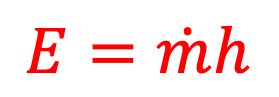 E = ṁh